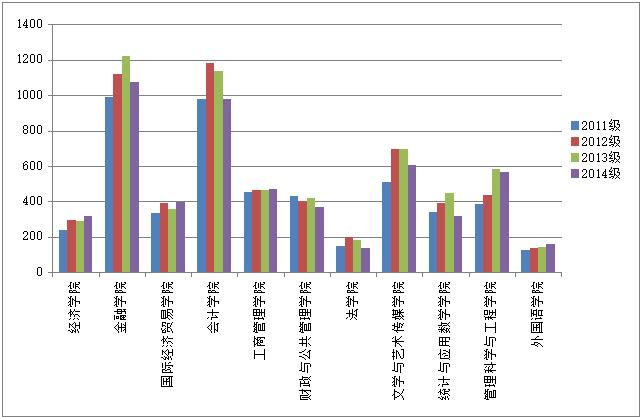 1400
1200
1000
800
600
400
200
0
经济学院
金融学院
国际经济贸易学院
会计学院
工商管理学院
财政与公共管理学院
法学院
文学与艺术传媒学院
统计与应用数学学院
管理科学与工程学院
外国语学院
2011级
2012级
2013级
2014级